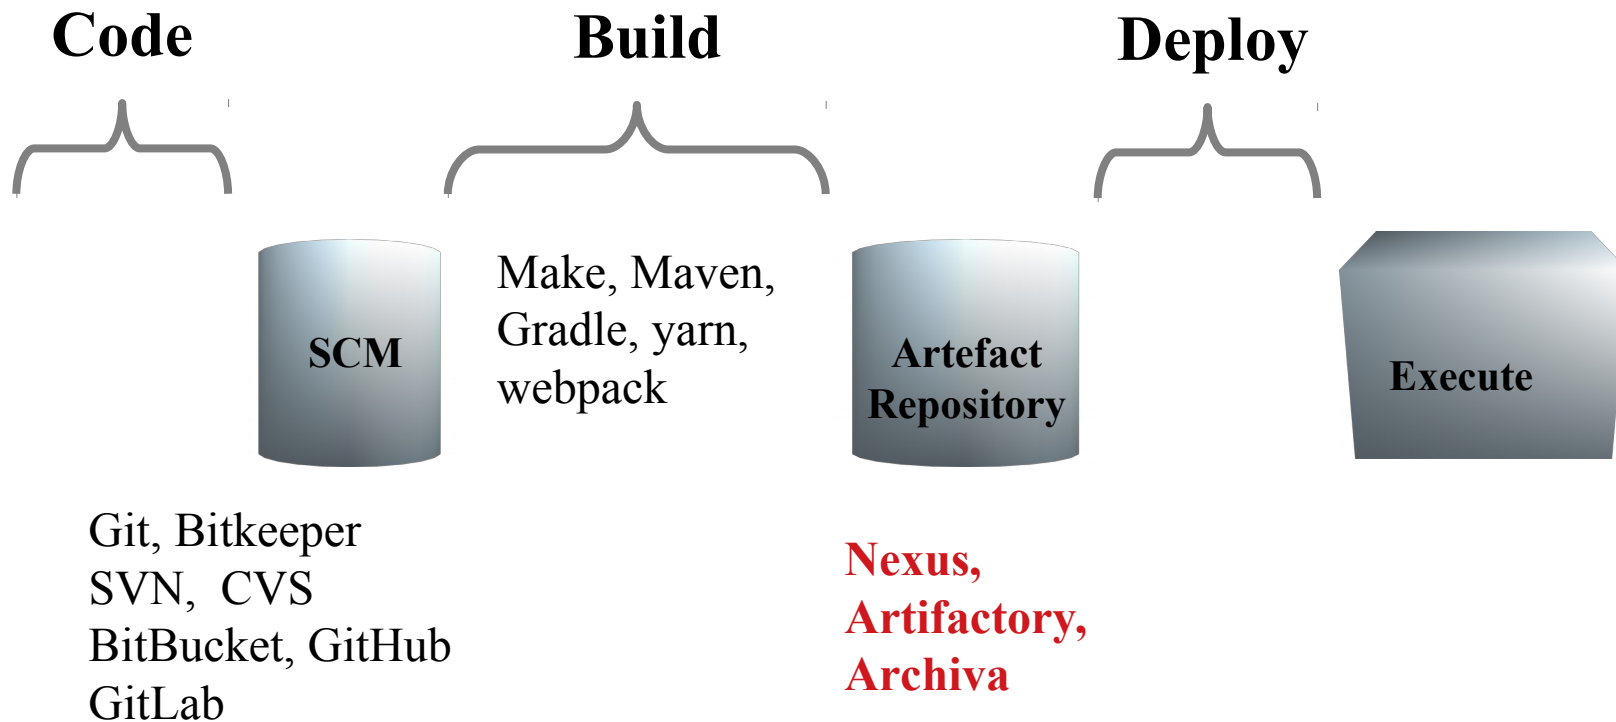 Code
Build
Deploy
SCM
Make, Maven,
Gradle, yarn,
webpack
Artefact
Repository
Execute
Git, Bitkeeper
SVN,  CVS
BitBucket, GitHub
GitLab
Nexus,
Artifactory,
Archiva